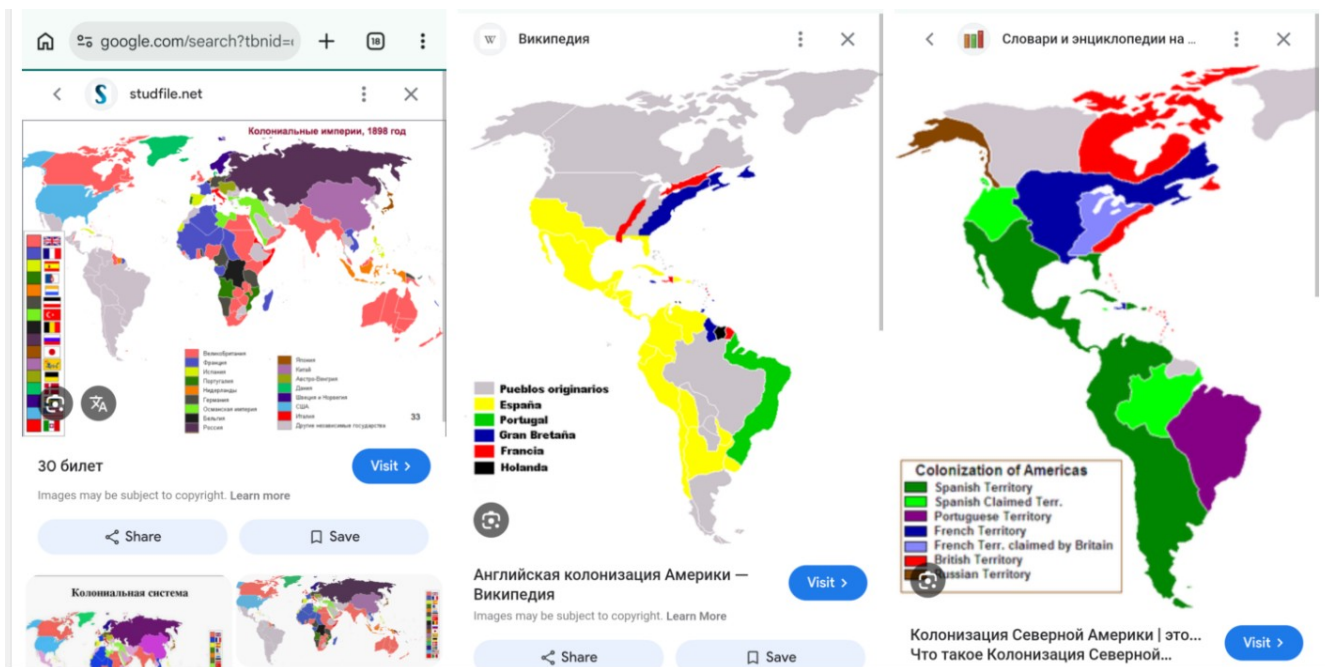 google.com/search?tbnid=
18
studfile.net
Колониальные империи, 1898 год
Великобритания
Франция
Испания
Португалия
Нидерланды
Германия
Османская империя
Бельгия
Россия
Япония
Китай
Австро-Венгрия
Дания
Швеция и Норвегия
США
Италия
Другие независимые государства
33
30 билет
Visit >
Images may be subject to copyright. Learn more
Share
Save
Колониальная система
W
Википедия
Pueblos originarios
España
Portugal
Gran Bretaña
Francia
Holanda
Английская колонизация Америки —
Википедия
Visit >
Images may be subject to copyright. Learn More
Share
Save
Словари и энциклопедии на ...
Colonization of Americas
Spanish Territory
Spanish Claimed Terr.
Portuguese Territory
French Territory
French Terr. claimed by Britain
British Territory
Russian Territory
Колонизация Северной Америки | это...
Что такое Колонизация Северной...
Visit >